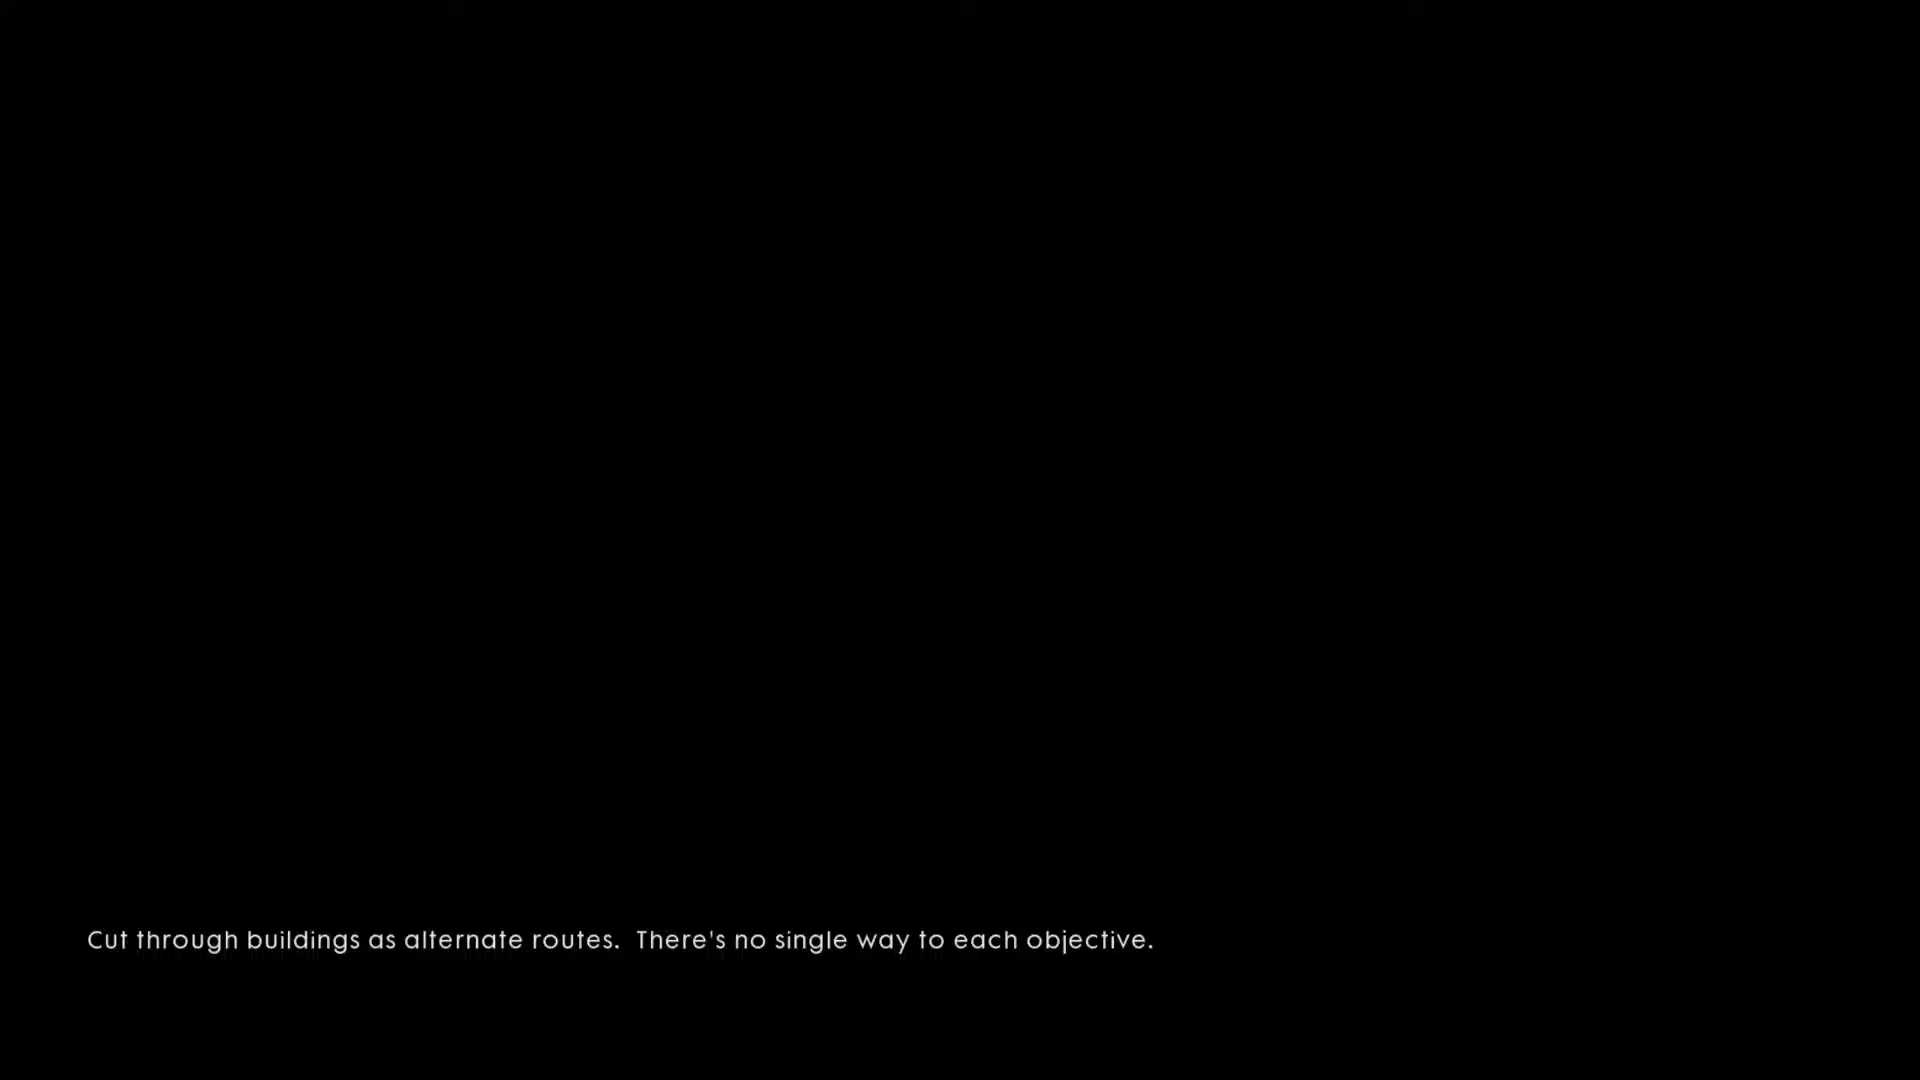 Cut through buildings as alternate routes.  There's no single way to each objective.